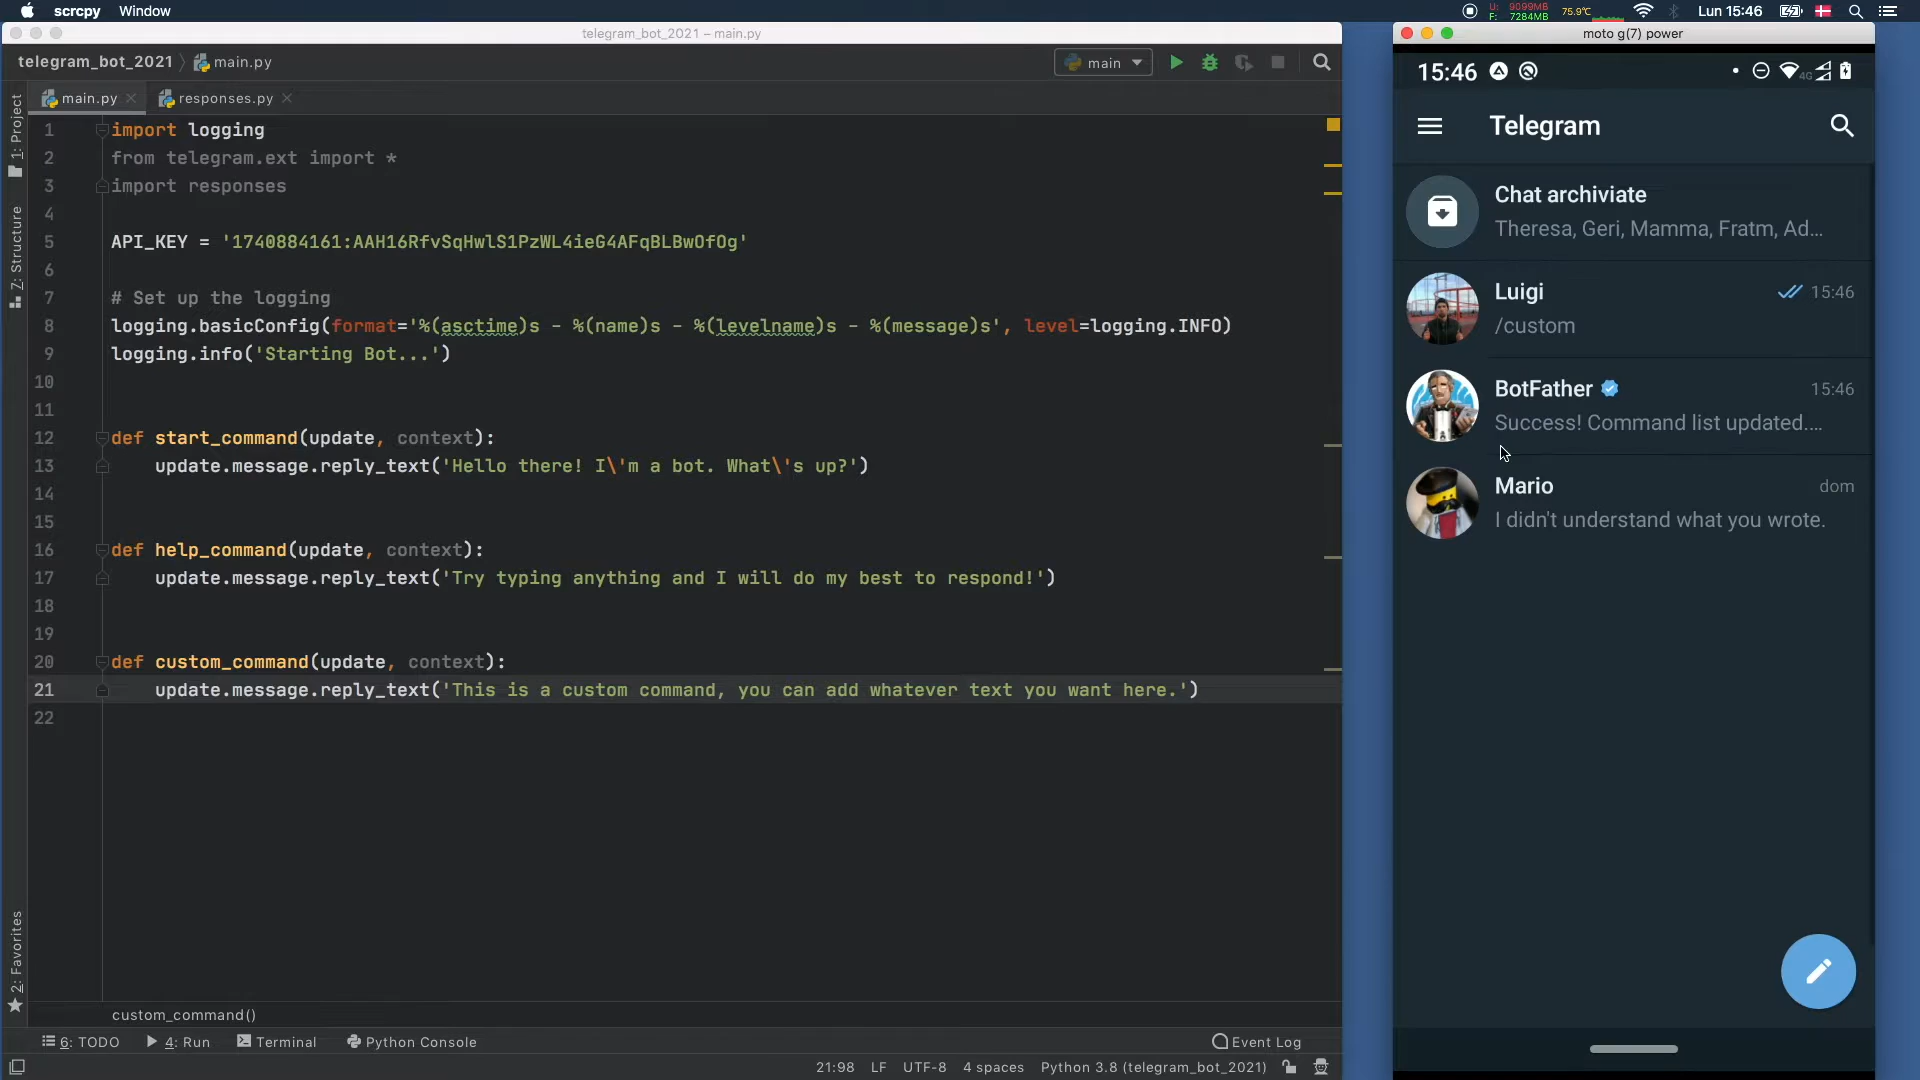 scrcpy Window
U: 9099MB
F: 7284MB
75.9°C
Lun 15:46
telegram_bot_2021 – main.py
telegram_bot_2021 main.py
main
main.py
responses.py
1: Project
7: Structure
2: Favorites
1 import logging
2 from telegram.ext import *
3 import responses
4
5 API_KEY = '1740884161:AAH16RfvSqHwlS1PzWL4ieG4AFqBLBwOfOg'
6
7 # Set up the logging
8 logging.basicConfig(format='%(asctime)s - %(name)s - %(levelname)s - %(message)s', level=logging.INFO)
9 logging.info('Starting Bot...')
10
11
12 def start_command(update, context):
13 update.message.reply_text('Hello there! I\'m a bot. What\'s up?')
14
15
16 def help_command(update, context):
17 update.message.reply_text('Try typing anything and I will do my best to respond!')
18
19
20 def custom_command(update, context):
21 update.message.reply_text('This is a custom command, you can add whatever text you want here.')
22
custom_command()
6: TODO
4: Run
Terminal
Python Console
Event Log
21:98 LF UTF-8 4 spaces Python 3.8 (telegram_bot_2021)
moto g(7) power
15:46
4G
Telegram
Chat archiviate
Theresa, Geri, Mamma, Fratm, Ad...
Luigi 15:46
/custom
BotFather 15:46
Success! Command list updated....
Mario dom
I didn't understand what you wrote.